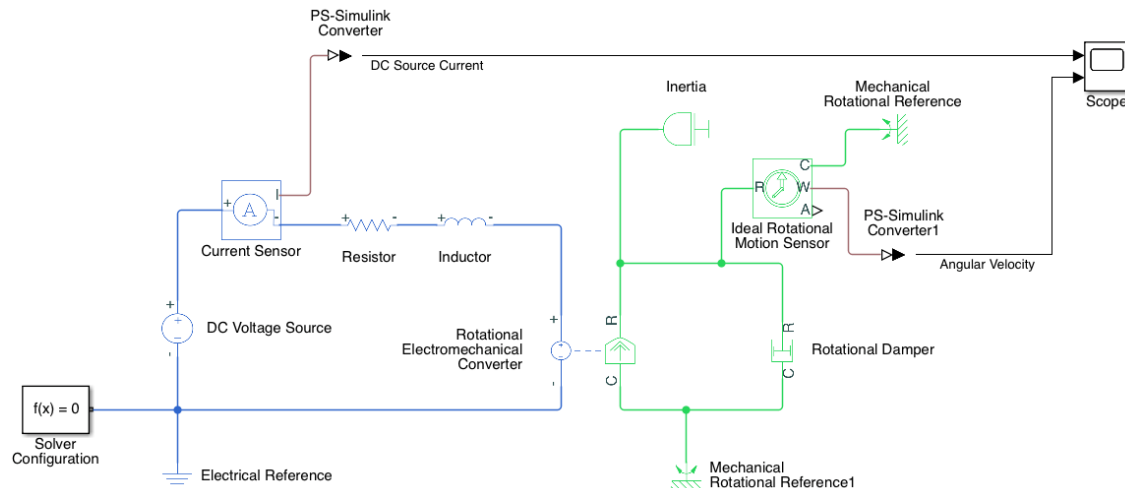 PS-Simulink
Converter
DC Source Current
Scope
Inertia
Mechanical
Rotational Reference
C
R
W
A
Ideal Rotational
Motion Sensor
PS-Simulink
Converter1
Angular Velocity
+
A
I
-
Current Sensor
+
-
Resistor
+
-
Inductor
+
DC Voltage Source
-
Rotational
Electromechanical
Converter
+
-
R
C
R
C
Rotational Damper
f(x) = 0
Solver
Configuration
Electrical Reference
Mechanical
Rotational Reference1